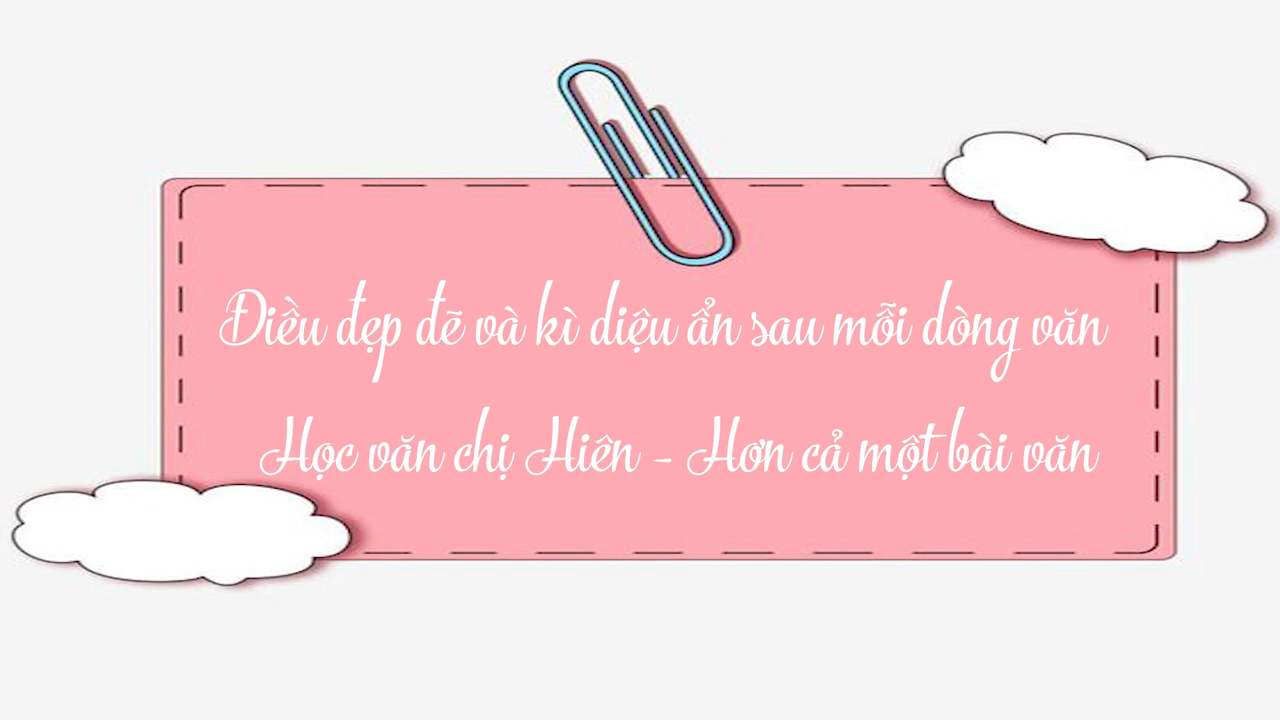 Điều đẹp đẽ và kì diệu ẩn sau mỗi dòng văn
Học văn chị Hiên - Hơn cả một bài văn